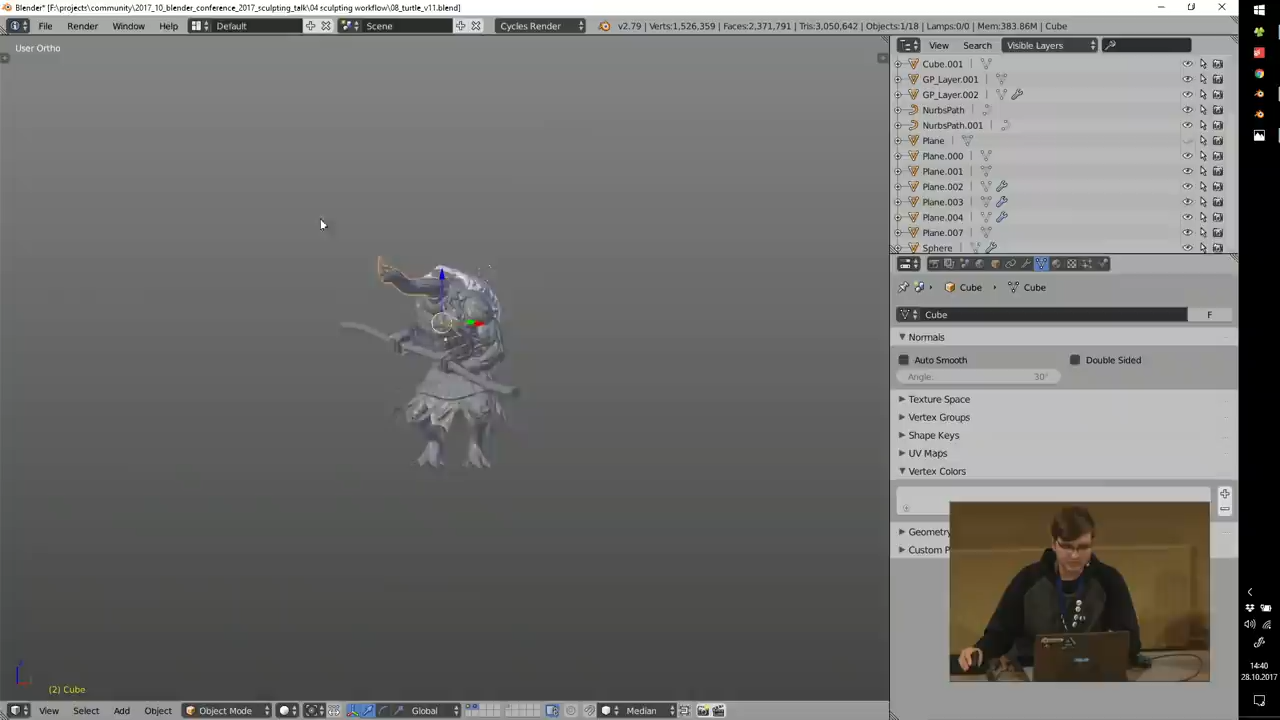 Blender* [F:\projects\community\2017_10_blender_conference_2017_sculpting_talk\04 sculpting workflow\08_turtle_v11.blend]
File Render Window Help Default Scene Cycles Render v2.79 | Verts:1,526,359 | Faces:2,371,791 | Tris:3,050,642 | Objects:1/18 | Lamps:0/0 | Mem:383.86M | Cube
User Ortho
View Search Visible Layers
Cube.001
GP_Layer.001
GP_Layer.002
NurbsPath
NurbsPath.001
Plane
Plane.000
Plane.001
Plane.002
Plane.003
Plane.004
Plane.007
Sphere
Cube Cube
Cube F
Normals
Auto Smooth Double Sided
Angle: 30°
Texture Space
Vertex Groups
Shape Keys
UV Maps
Vertex Colors
Geometry
Custom P
(2) Cube
View Select Add Object Object Mode Global Median
14:40
28.10.2017